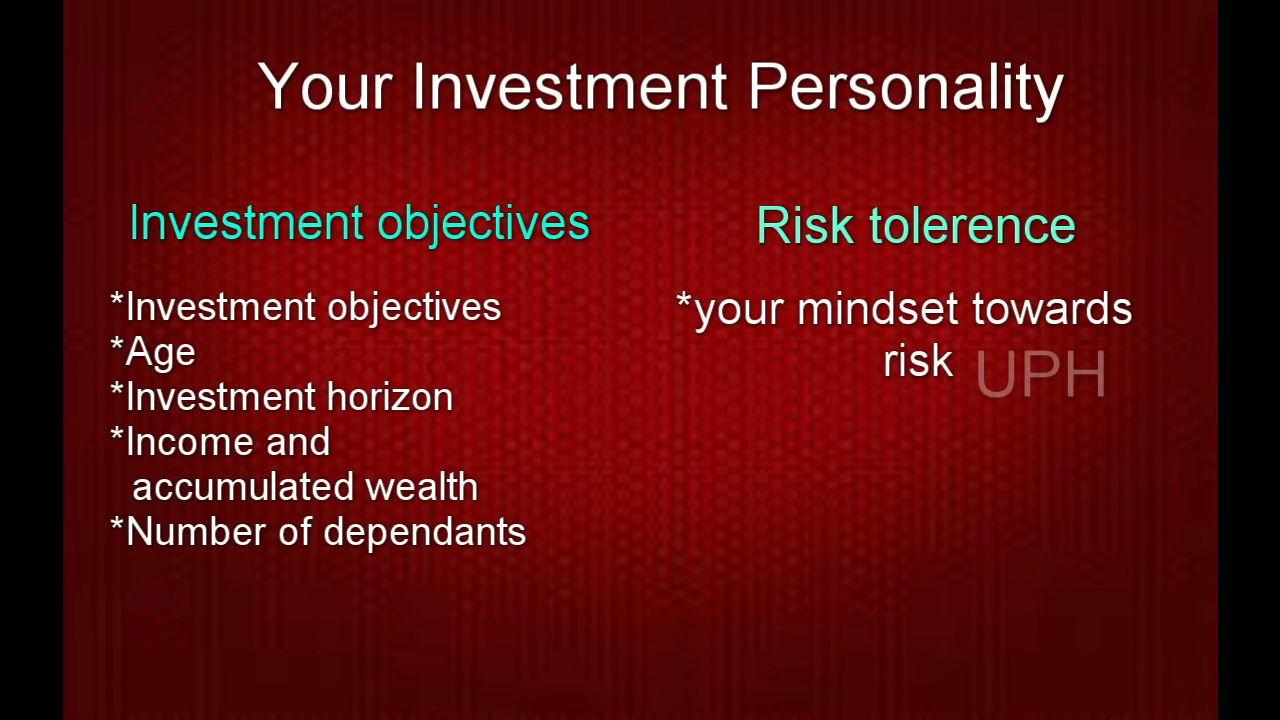 Your Investment Personality
Investment objectives
*Investment objectives
*Age
*Investment horizon
*Income and
accumulated wealth
*Number of dependants
Risk tolerence
*your mindset towards
risk
UPH